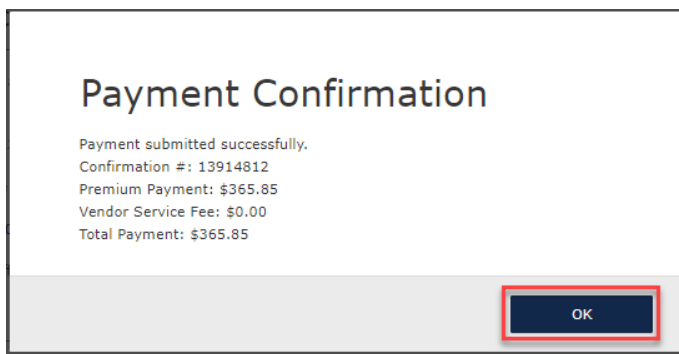 Payment Confirmation
Payment submitted successfully.
Confirmation #: 13914812
Premium Payment: $365.85
Vendor Service Fee: $0.00
Total Payment: $365.85
OK